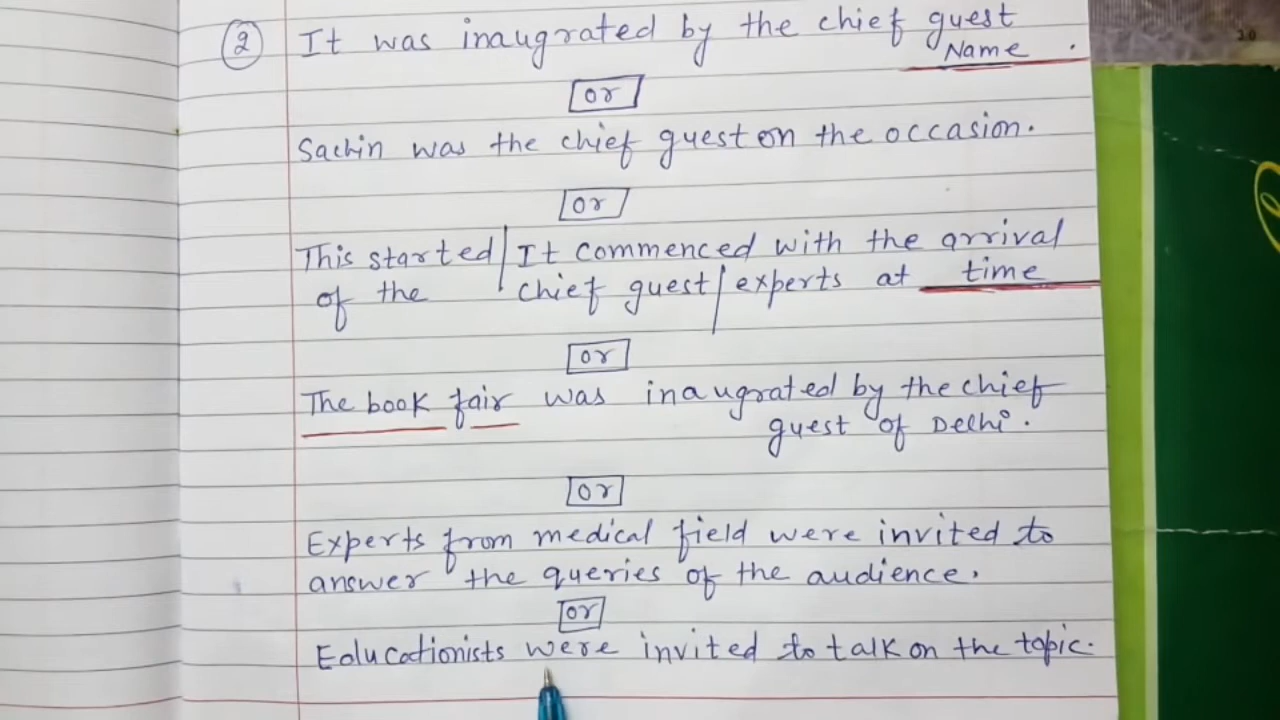 ② It was inaugrated by the chief guest
Name .
or
Sachin was the chief guest on the occasion.
or
This started / It commenced with the arrival
of the chief guest / experts at time
or
The book fair was inaugrated by the chief
guest of Delhi.
or
Experts from medical field were invited to
answer the queries of the audience.
or
Educationists were invited to talk on the topic.